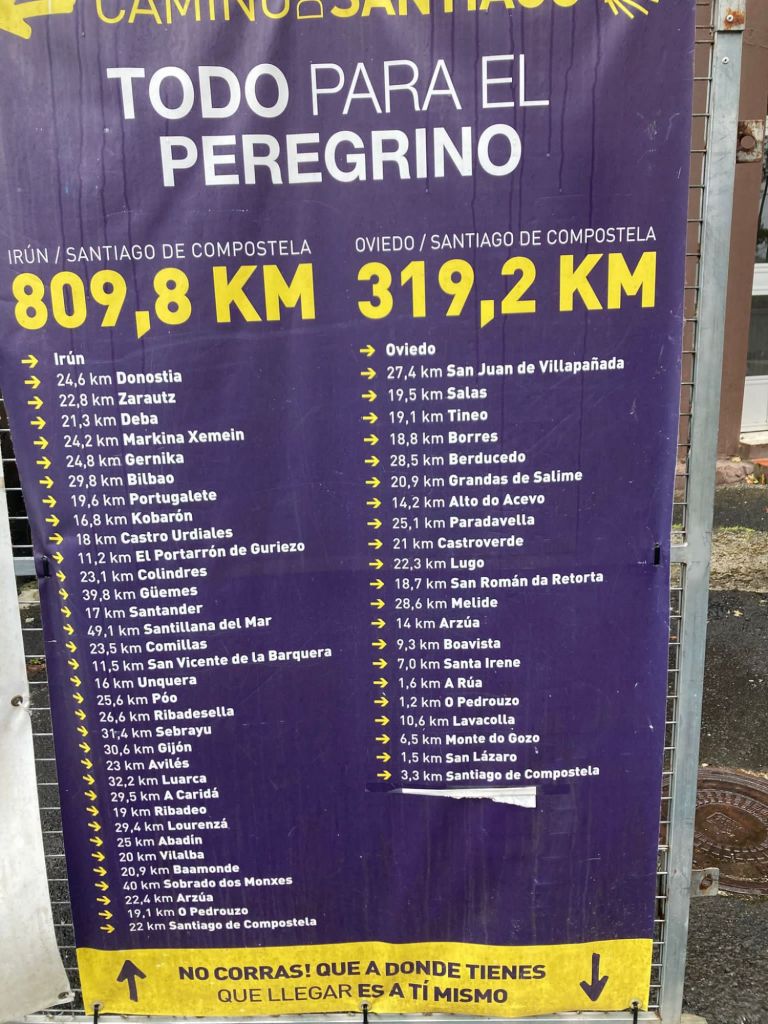 CAMINO DE SANTIAGO
TODO PARA EL
PEREGRINO
IRÚN / SANTIAGO DE COMPOSTELA
809,8 KM
Irún
24,6 km Donostia
22,8 km Zarautz
21,3 km Deba
24,2 km Markina Xemein
24,8 km Gernika
29,8 km Bilbao
19,6 km Portugalete
16,8 km Kobarón
18 km Castro Urdiales
11,2 km El Portarrón de Guriezo
23,1 km Colindres
39,8 km Güemes
17 km Santander
49,1 km Santillana del Mar
23,5 km Comillas
11,5 km San Vicente de la Barquera
16 km Unquera
25,6 km Póo
26,6 km Ribadesella
31,4 km Sebrayu
30,6 km Gijón
23 km Avilés
32,2 km Luarca
29,5 km A Caridá
19 km Ribadeo
29,4 km Lourenzá
25 km Abadín
20 km Vilalba
20,9 km Baamonde
40 km Sobrado dos Monxes
22,4 km Arzúa
19,1 km O Pedrouzo
22 km Santiago de Compostela
OVIEDO / SANTIAGO DE COMPOSTELA
319,2 KM
Oviedo
27,4 km San Juan de Villapañada
19,5 km Salas
19,1 km Tineo
18,8 km Borres
28,5 km Berducedo
20,9 km Grandas de Salime
14,2 km Alto do Acevo
25,1 km Paradavella
21 km Castroverde
22,3 km Lugo
18,7 km San Román da Retorta
28,6 km Melide
14 km Arzúa
9,3 km Boavista
7,0 km Santa Irene
1,6 km A Rúa
1,2 km O Pedrouzo
10,6 km Lavacolla
6,5 km Monte do Gozo
1,5 km San Lázaro
3,3 km Santiago de Compostela
NO CORRAS! QUE A DONDE TIENES
QUE LLEGAR ES A TÍ MISMO